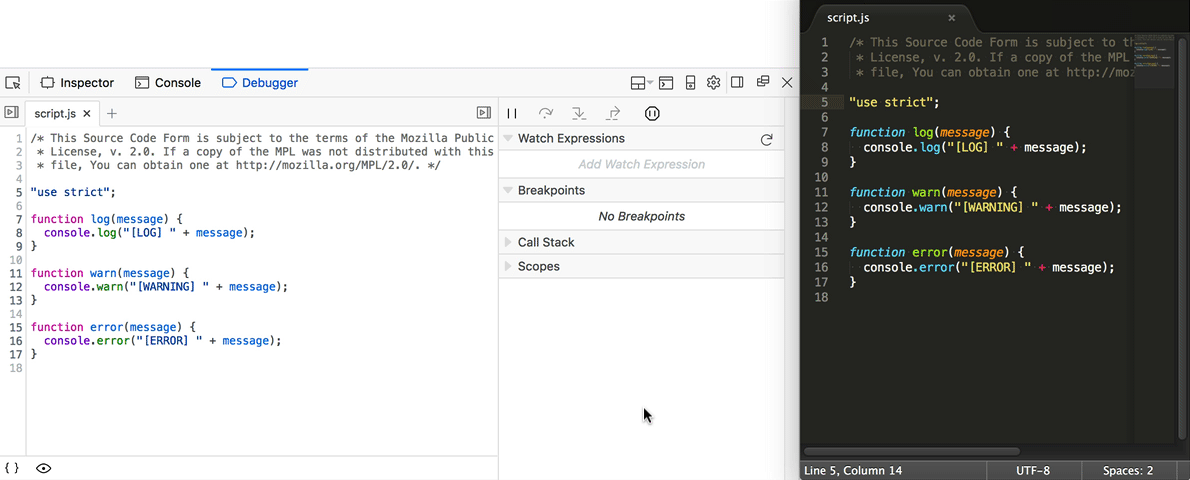 Inspector Console Debugger
script.js
1 /* This Source Code Form is subject to the terms of the Mozilla Public
2 * License, v. 2.0. If a copy of the MPL was not distributed with this
3 * file, You can obtain one at http://mozilla.org/MPL/2.0/. */
4
5 "use strict";
6
7 function log(message) {
8 console.log("[LOG] " + message);
9 }
10
11 function warn(message) {
12 console.warn("[WARNING] " + message);
13 }
14
15 function error(message) {
16 console.error("[ERROR] " + message);
17 }
18
{ }
Watch Expressions
Add Watch Expression
Breakpoints
No Breakpoints
Call Stack
Scopes
script.js
1 /* This Source Code Form is subject to
2 * License, v. 2.0. If a copy of the MPL
3 * file, You can obtain one at
4
5 "use strict";
6
7 function log(message) {
8 console.log("[LOG] " + message);
9 }
10
11 function warn(message) {
12 console.warn("[WARNING] " + message);
13 }
14
15 function error(message) {
16 console.error("[ERROR] " + message);
17 }
18
Line 5, Column 14 UTF-8 Spaces: 2